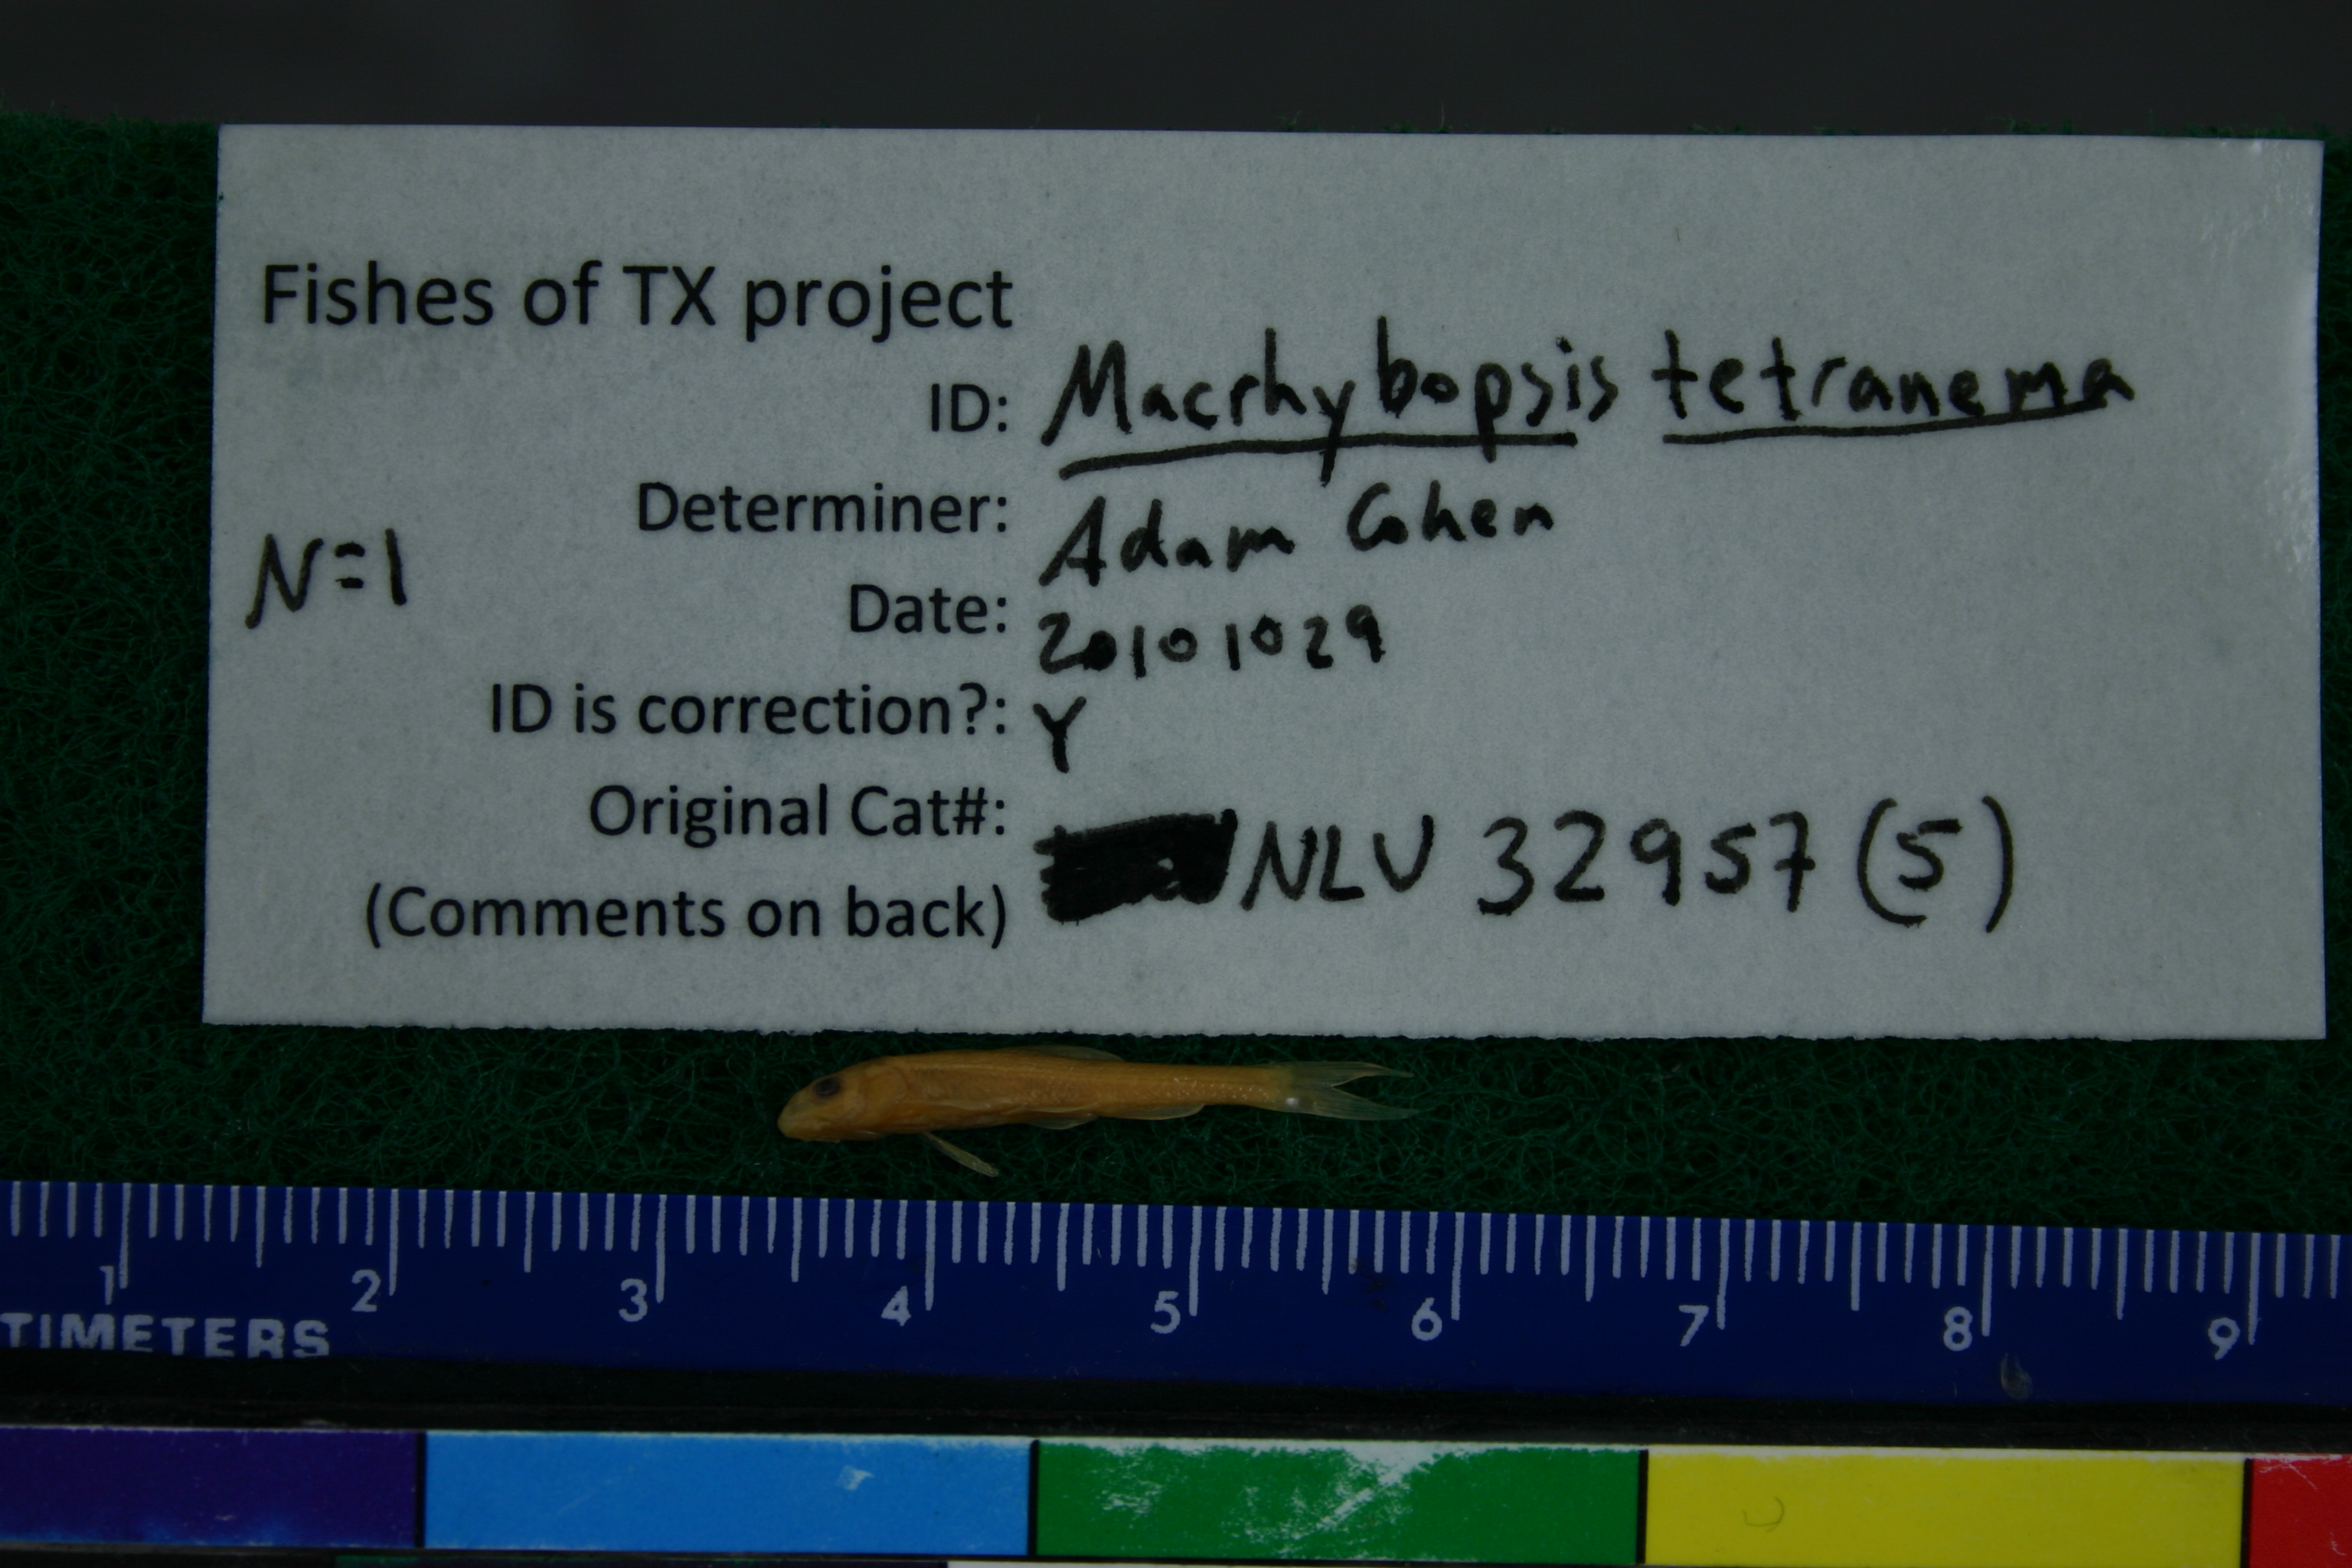 Fishes of TX project
ID: Macrhybopsis tetranema
Determiner: Adam Cohen
N=1
Date: 20101029
ID is correction?: Y
Original Cat#: NLU 32957 (5)
(Comments on back)
1 2 3 4 5 6 7 8 9
TIMETERS